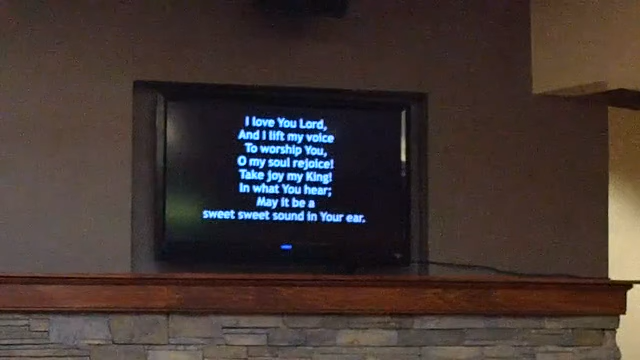 I love You Lord,
And I lift my voice
To worship You,
O my soul rejoice!
Take joy my King!
In what You hear;
May it be a
sweet sweet sound in Your ear.